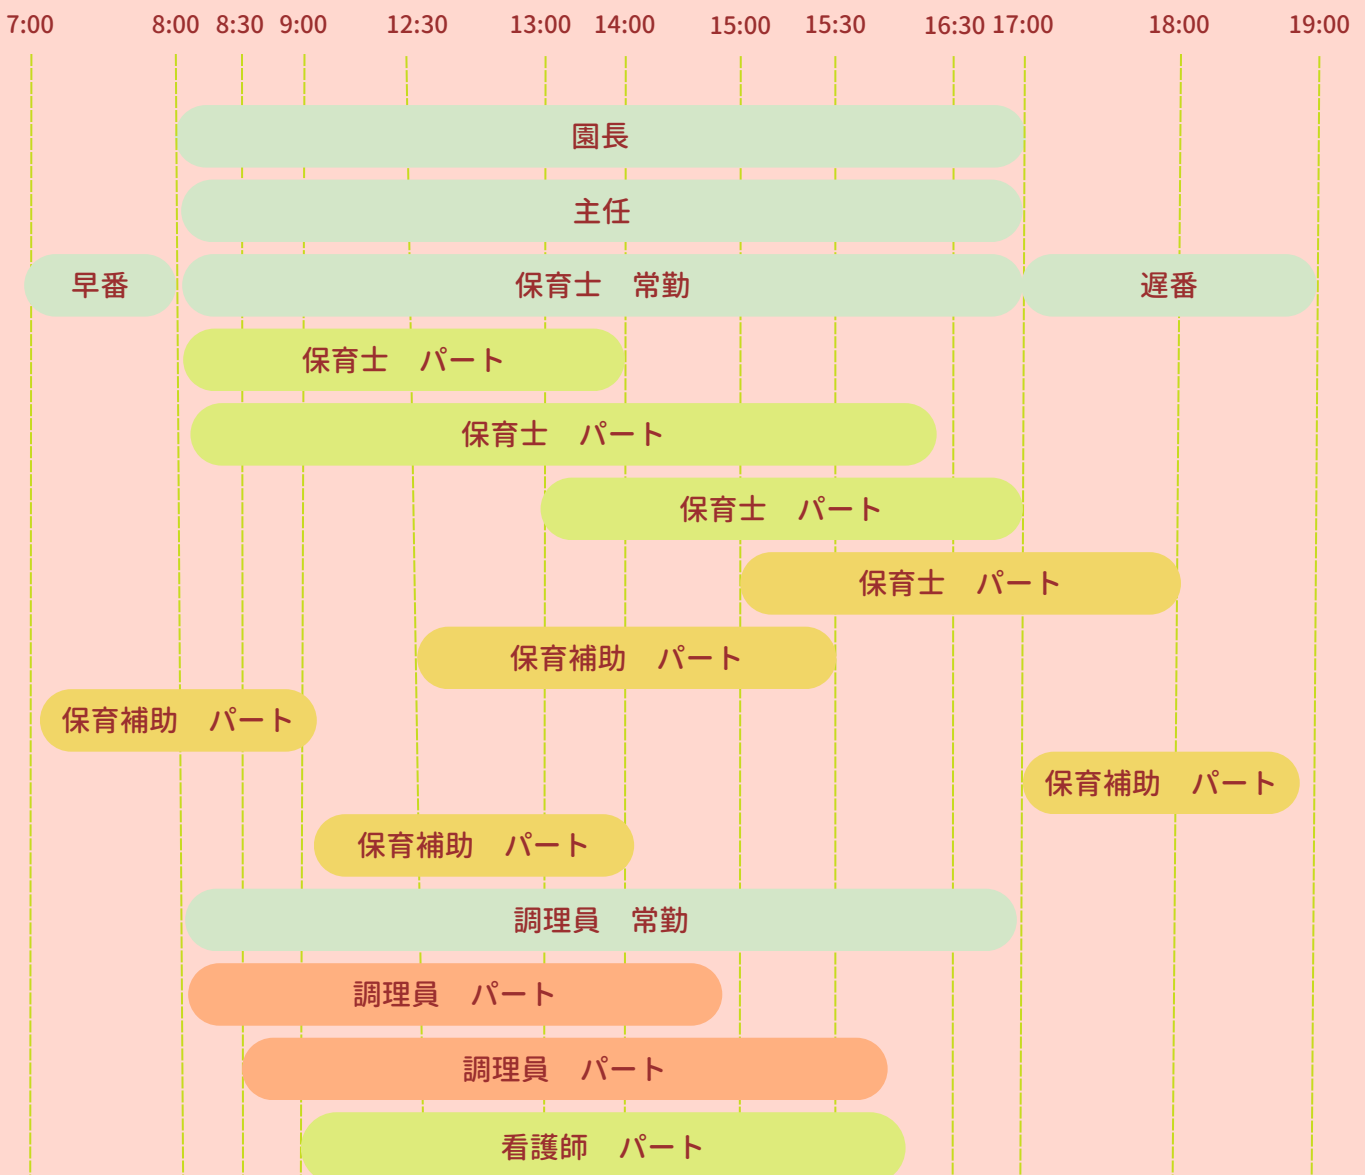 7:00 8:00 8:30 9:00 12:30 13:00 14:00 15:00 15:30 16:30 17:00 18:00 19:00
園長
主任
早番 保育士 常勤 遅番
保育士 パート
保育士 パート
保育士 パート
保育士 パート
保育補助 パート
保育補助 パート
保育補助 パート
保育補助 パート
調理員 常勤
調理員 パート
調理員 パート
看護師 パート